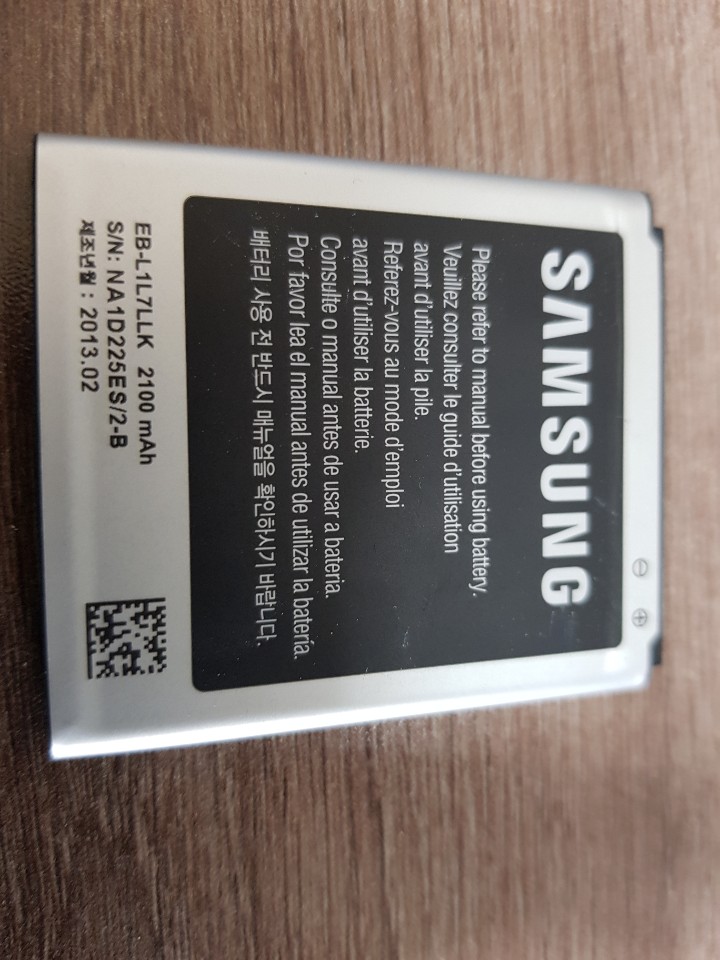 ⊖ ⊕
SAMSUNG
Please refer to manual before using battery.
Veuillez consulter le guide d'utilisation
avant d'utiliser la pile.
Referez-vous au mode d'emploi
avant d'utiliser la batterie.
Consulte o manual antes de usar a bateria.
Por favor lea el manual antes de utilizar la batería.
배터리 사용 전 반드시 매뉴얼을 확인하시기 바랍니다.
EB-L1L7LLK 2100 mAh
S/N: NA1D225ES/2-B
제조년월 : 2013.02